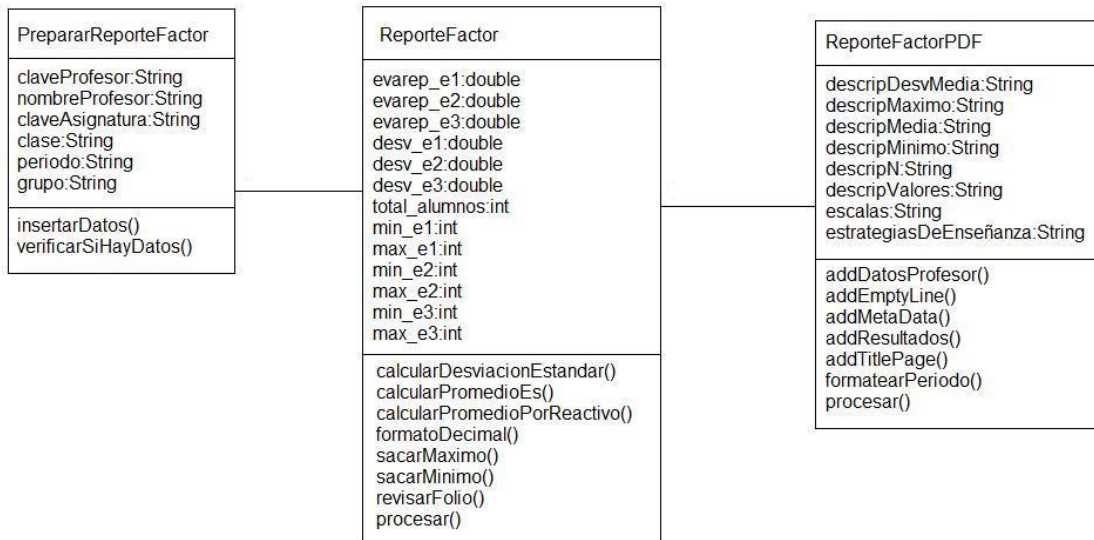 PrepararReporteFactor
claveProfesor:String
nombreProfesor:String
claveAsignatura:String
clase:String
periodo:String
grupo:String
insertarDatos()
verificarSiHayDatos()
ReporteFactor
evarep_e1:double
evarep_e2:double
evarep_e3:double
desv_e1:double
desv_e2:double
desv_e3:double
total_alumnos:int
min_e1:int
max_e1:int
min_e2:int
max_e2:int
min_e3:int
max_e3:int
calcularDesviacionEstandar()
calcularPromedioEs()
calcularPromedioPorReactivo()
formatoDecimal()
sacarMaximo()
sacarMinimo()
revisarFolio()
procesar()
ReporteFactorPDF
descripDesvMedia:String
descripMaximo:String
descripMedia:String
descripMinimo:String
descripN:String
descripValores:String
escalas:String
estrategiasDeEnseñanza:String
addDatosProfesor()
addEmptyLine()
addMetaData()
addResultados()
addTitlePage()
formatearPeriodo()
procesar()